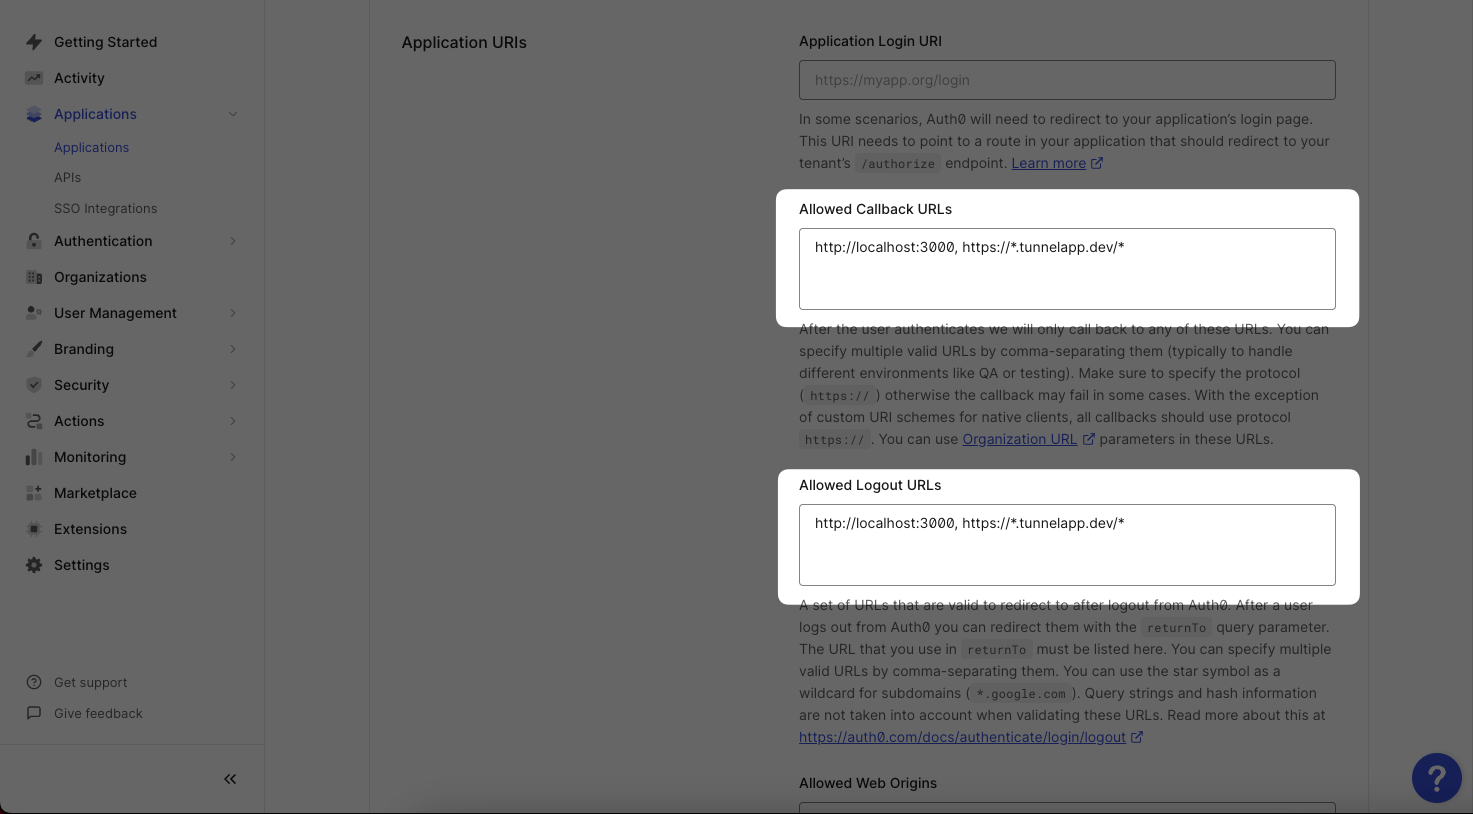 Getting Started
Activity
Applications
Applications
APIs
SSO Integrations
Authentication
Organizations
User Management
Branding
Security
Actions
Monitoring
Marketplace
Extensions
Settings
Get support
Give feedback
Application URIs
Application Login URI
https://myapp.org/login
In some scenarios, Auth0 will need to redirect to your application’s login page.
This URI needs to point to a route in your application that should redirect to your
tenant’s /authorize endpoint. Learn more
Allowed Callback URLs
http://localhost:3000, https://*.tunnelapp.dev/*
After the user authenticates we will only call back to any of these URLs. You can
specify multiple valid URLs by comma-separating them (typically to handle
different environments like QA or testing). Make sure to specify the protocol
( https:// ) otherwise the callback may fail in some cases. With the exception
of custom URI schemes for native clients, all callbacks should use protocol
https:// . You can use Organization URL parameters in these URLs.
Allowed Logout URLs
http://localhost:3000, https://*.tunnelapp.dev/*
A set of URLs that are valid to redirect to after logout from Auth0. After a user
logs out from Auth0 you can redirect them with the returnTo query parameter.
The URL that you use in returnTo must be listed here. You can specify multiple
valid URLs by comma-separating them. You can use the star symbol as a
wildcard for subdomains ( *.google.com ). Query strings and hash information
are not taken into account when validating these URLs. Read more about this at
https://auth0.com/docs/authenticate/login/logout
Allowed Web Origins
?